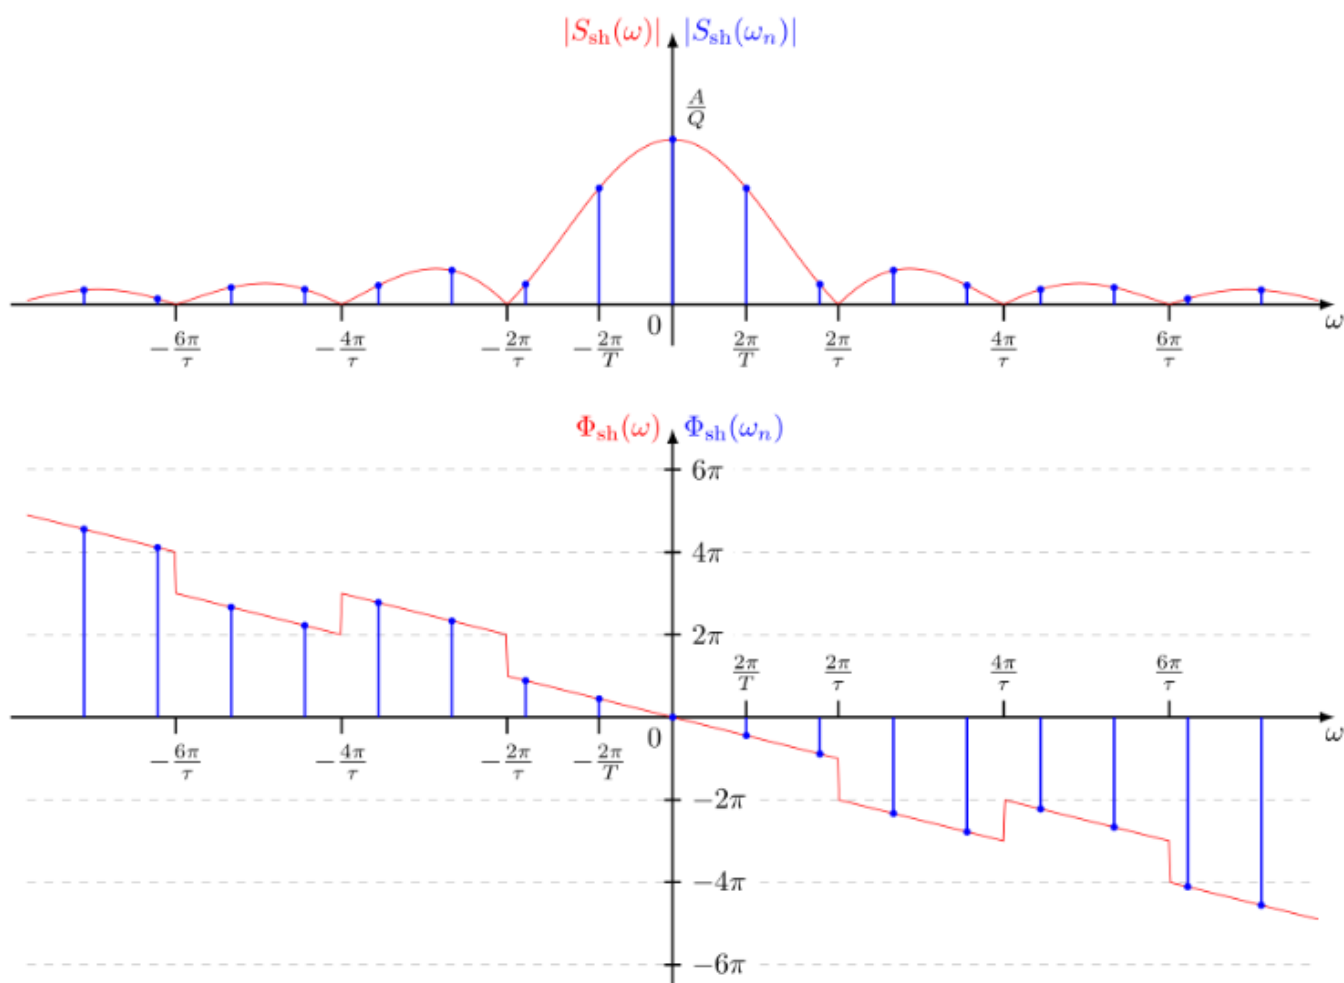 |S_sh(ω)| |S_sh(ω_n)|
A/Q
0
ω
−6π/τ −4π/τ −2π/τ −2π/T 2π/T 2π/τ 4π/τ 6π/τ
Φ_sh(ω) Φ_sh(ω_n)
6π
4π
2π
2π/T 2π/τ 4π/τ 6π/τ
0
ω
−6π/τ −4π/τ −2π/τ −2π/T
−2π
−4π
−6π